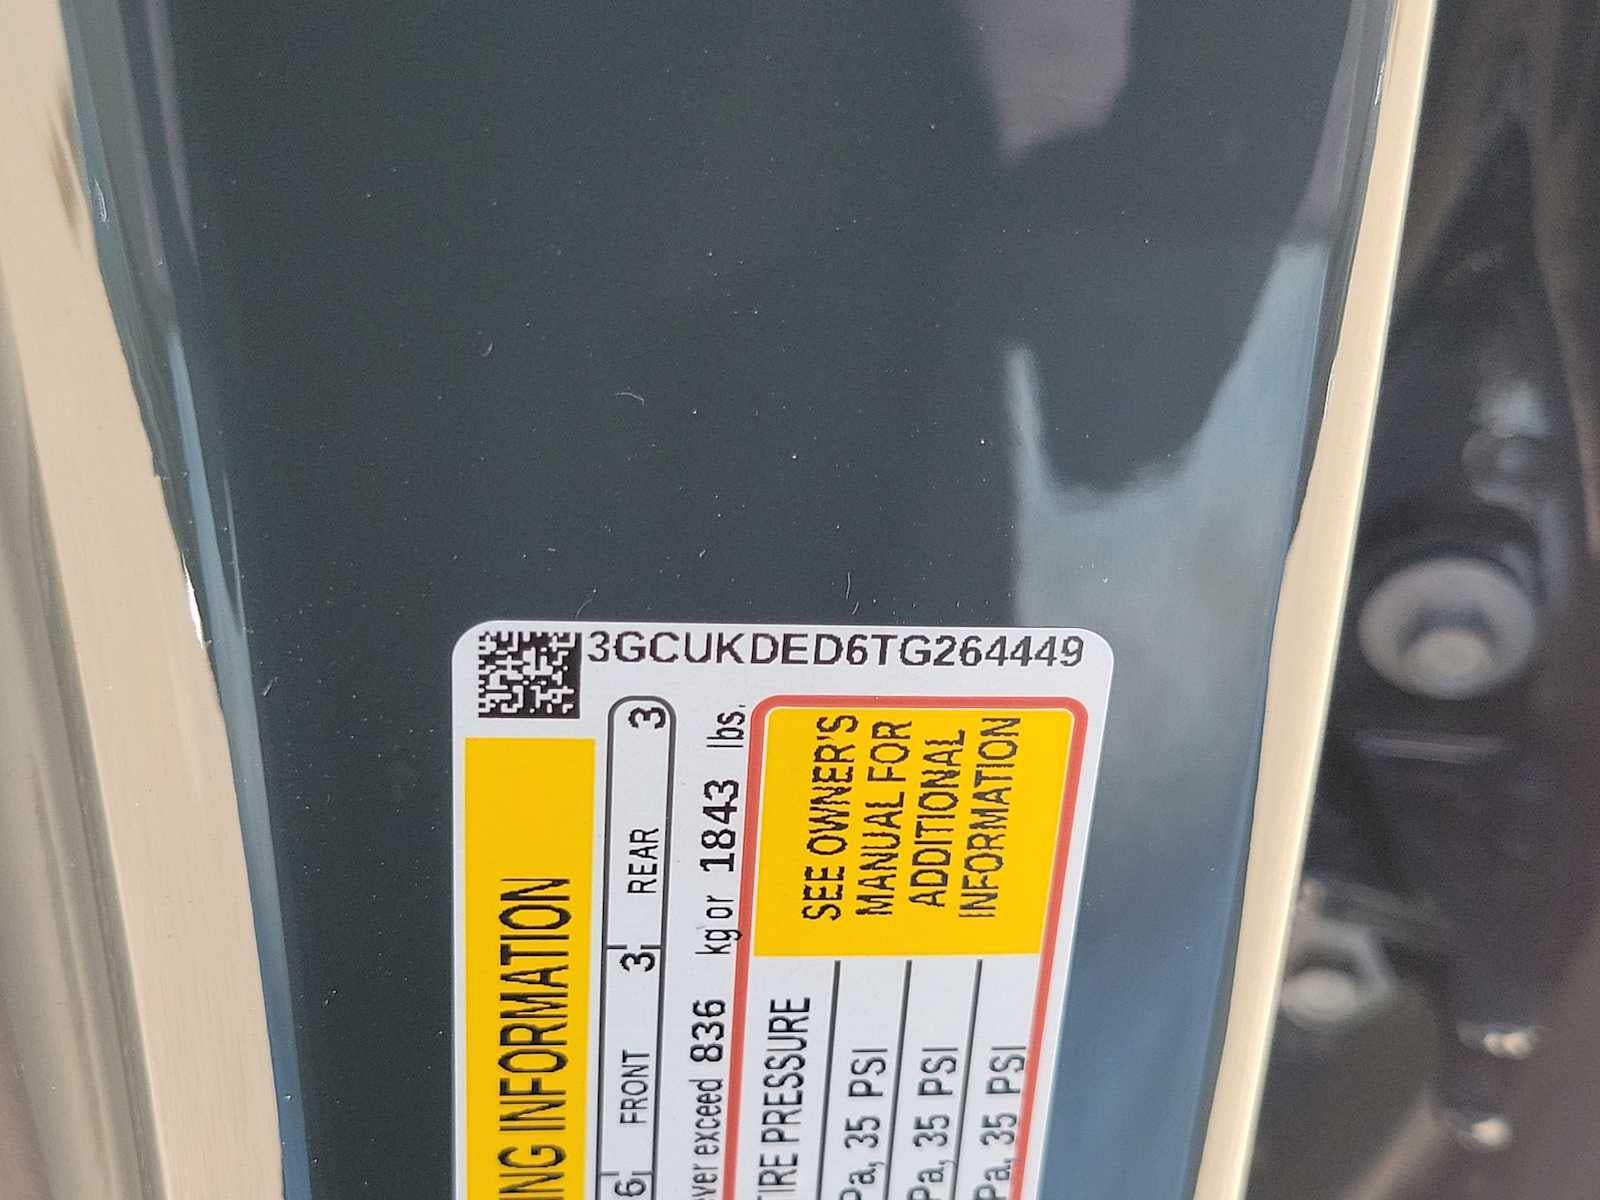 3GCUKDED6TG264449
ING INFORMATION
6 FRONT 3 REAR 3
ver exceed 836 kg or 1843 lbs.
TIRE PRESSURE
SEE OWNER'S
MANUAL FOR
ADDITIONAL
INFORMATION
Pa, 35 PSI
Pa, 35 PSI
Pa, 35 PSI